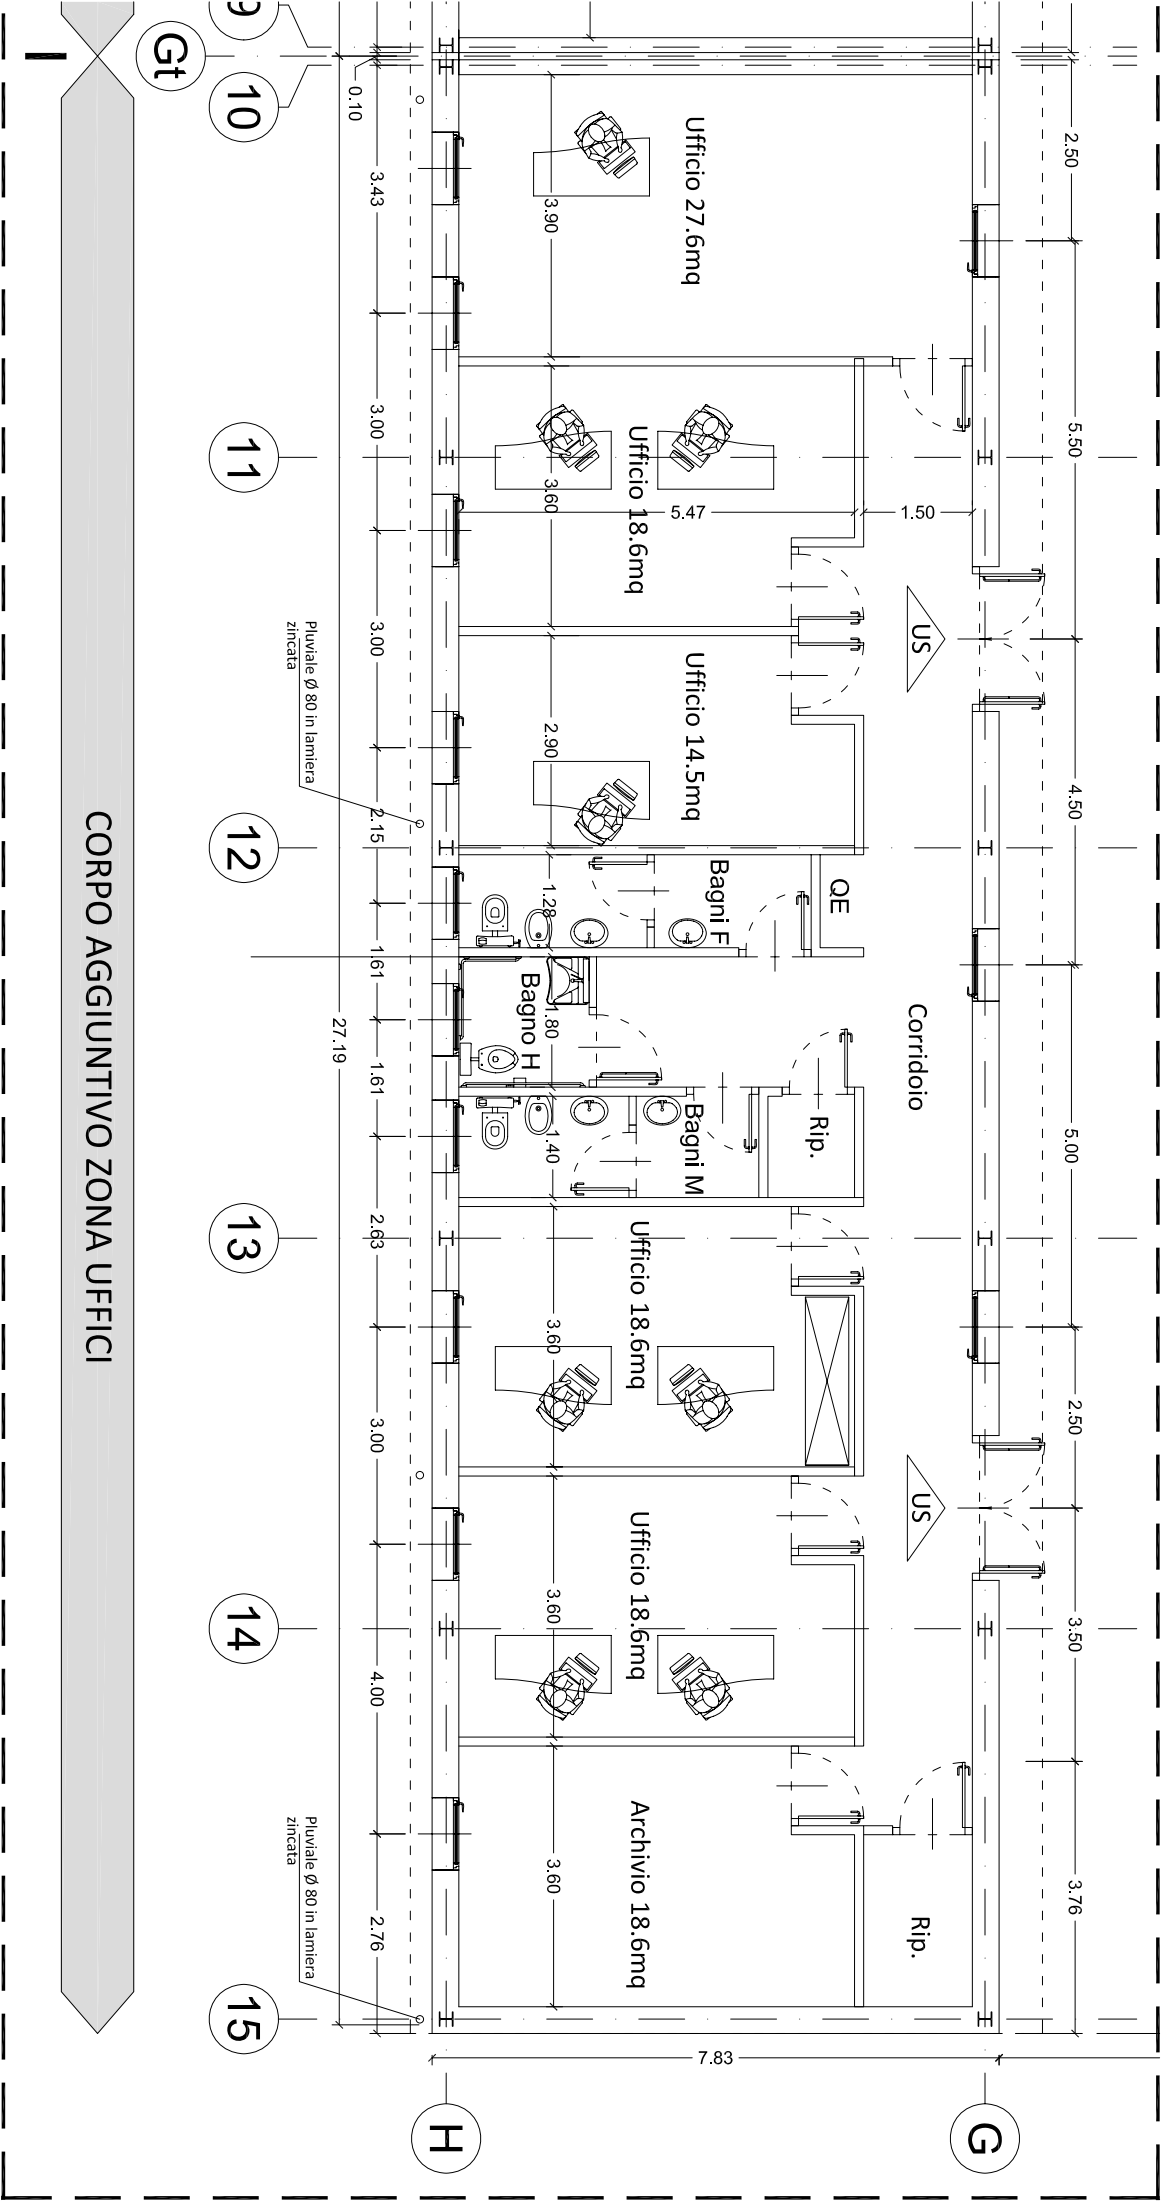 9
Gt
10
11
12
13
14
15
H
G
I
CORPO AGGIUNTIVO ZONA UFFICI
Ufficio 27.6mq
Ufficio 18.6mq
Ufficio 14.5mq
Bagni F
QE
Bagno H
Bagni M
Rip.
Corridoio
Ufficio 18.6mq
Ufficio 18.6mq
Archivio 18.6mq
Rip.
US
US
Pluviale Ø 80 in lamiera
zincata
Pluviale Ø 80 in lamiera
zincata
2.50
5.50
4.50
5.00
2.50
3.50
3.76
3.90
3.60
2.90
1.28
1.80
1.40
3.60
3.60
3.60
5.47
1.50
0.10
3.43
3.00
3.00
2.15
1.61
1.61
2.63
3.00
4.00
2.76
27.19
7.83